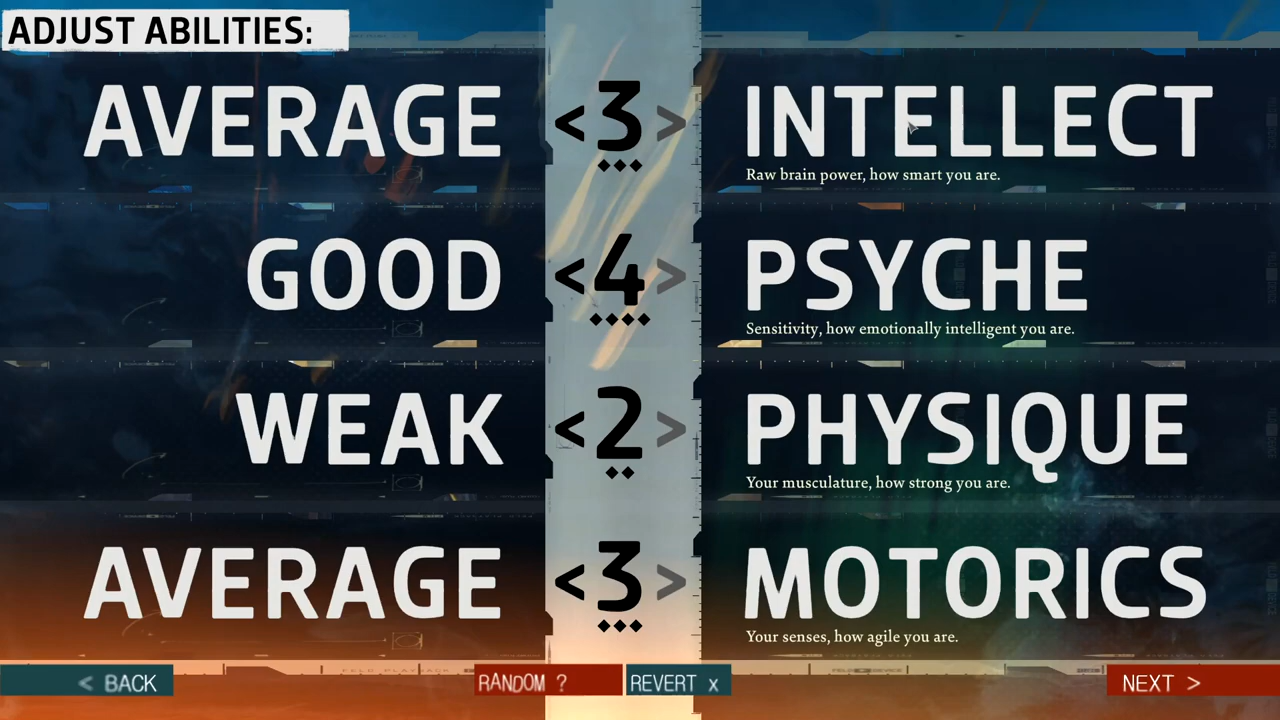 ADJUST ABILITIES:
AVERAGE <3> INTELLECT
Raw brain power, how smart you are.
GOOD <4> PSYCHE
Sensitivity, how emotionally intelligent you are.
WEAK <2> PHYSIQUE
Your musculature, how strong you are.
AVERAGE <3> MOTORICS
Your senses, how agile you are.
< BACK RANDOM ? REVERT x NEXT >